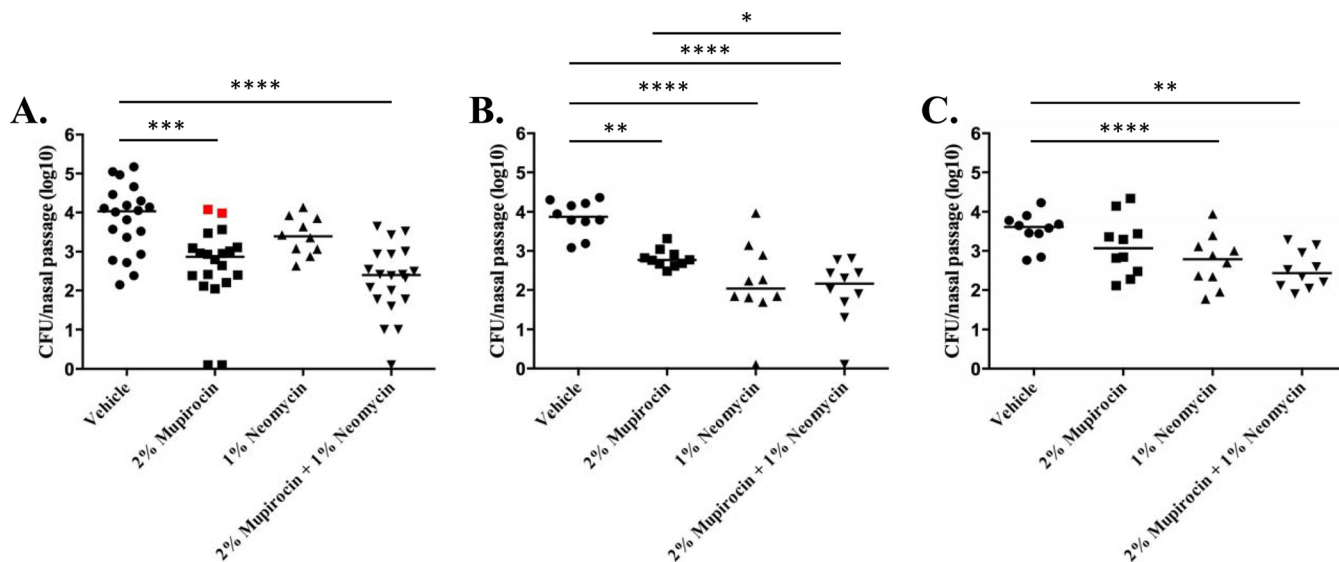 A.
****
***
CFU/nasal passage (log10)
6
5
4
3
2
1
0
Vehicle
2% Mupirocin
1% Neomycin
2% Mupirocin + 1% Neomycin
B.
*
****
****
**
CFU/nasal passage (log10)
6
5
4
3
2
1
0
Vehicle
2% Mupirocin
1% Neomycin
2% Mupirocin + 1% Neomycin
C.
**
****
CFU/nasal passage (log10)
6
5
4
3
2
1
0
Vehicle
2% Mupirocin
1% Neomycin
2% Mupirocin + 1% Neomycin